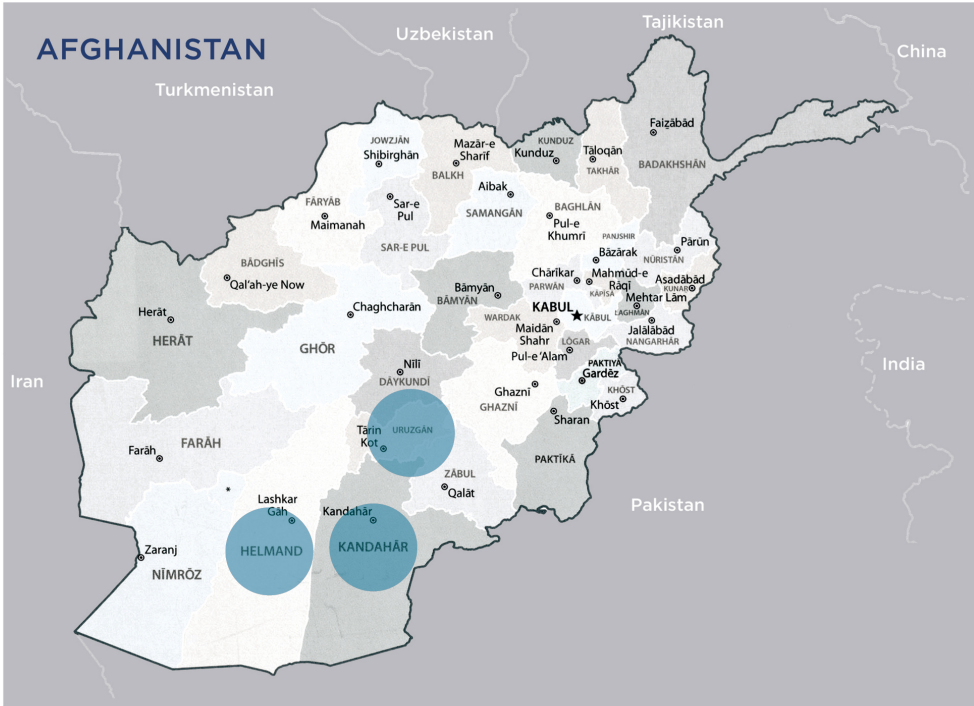 AFGHANISTAN
Uzbekistan
Tajikistan
China
Turkmenistan
Faiẕābād
BADAKHSHĀN
JOWZJĀN
Shibirghān
Mazār-e
Sharīf
BALKH
KUNDUZ
Kunduz
Tāloqān
TAKHĀR
Aibak
SAMANGĀN
FĀRYĀB
Maimanah
Sar-e
Pul
SAR-E PUL
BAGHLĀN
Pul-e
Khumrī
PANJSHIR
Bāzārak
Pārūn
NŪRISTĀN
BĀDGHĪS
Qal‘ah-ye Now
Chārīkar
PARWĀN
Mahmūd-e
Rāqī
KĀPĪSĀ
Asadābād
KUNAR
Mehtar Lām
LAGHMĀN
Bāmyān
BĀMYĀN
Herāt
HERĀT
Chaghcharān
GHŌR
WARDAK
KABUL
KĀBUL
Maidān
Shahr
Jalālābād
NANGARHĀR
LŌGAR
Pul-e ‘Alam
PAKTIYĀ
Gardēz
Nīlī
DĀYKUNDĪ
Ghaznī
GHAZNĪ
KHŌST
Khōst
Sharan
India
Iran
FARĀH
Farāh
Tārin
Kot
URUZGĀN
ZĀBUL
Qalāt
PAKTĪKĀ
Pakistan
*
Lashkar
Gāh
Kandahār
Zaranj
NĪMRŌZ
HELMAND
KANDAHĀR